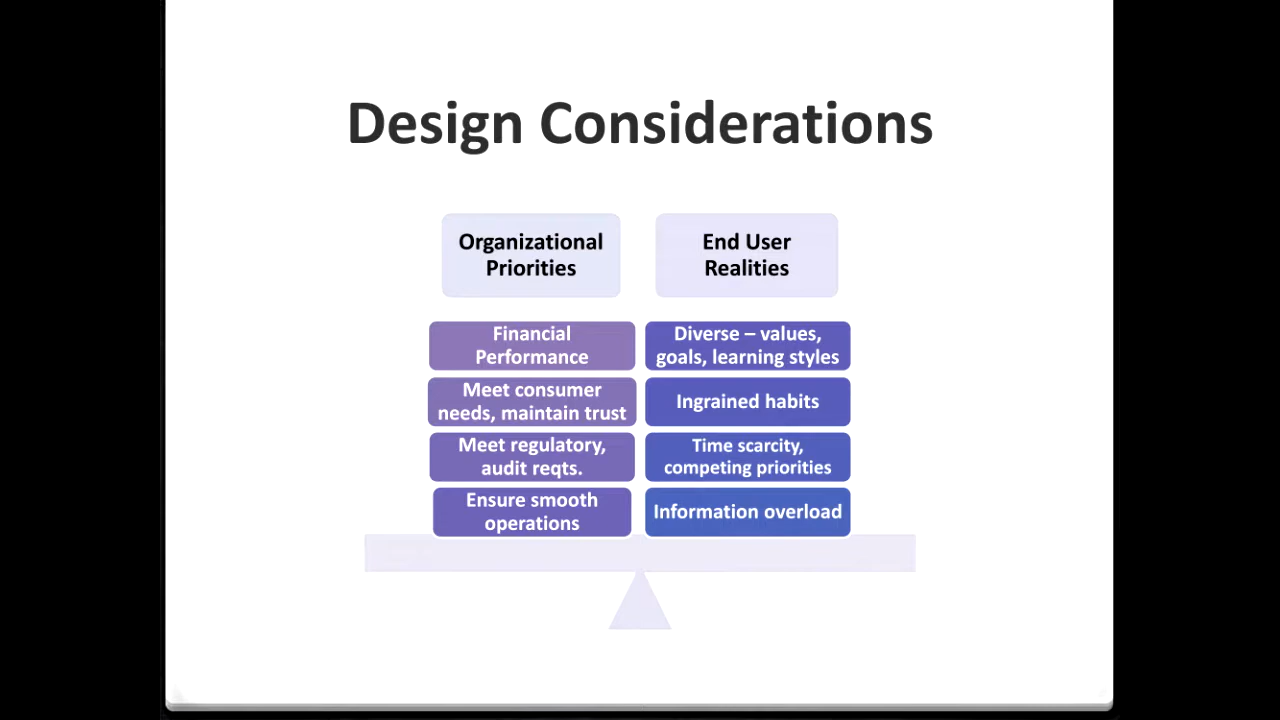 Design Considerations
Organizational
Priorities
End User
Realities
Financial
Performance
Meet consumer
needs, maintain trust
Meet regulatory,
audit reqts.
Ensure smooth
operations
Diverse – values,
goals, learning styles
Ingrained habits
Time scarcity,
competing priorities
Information overload